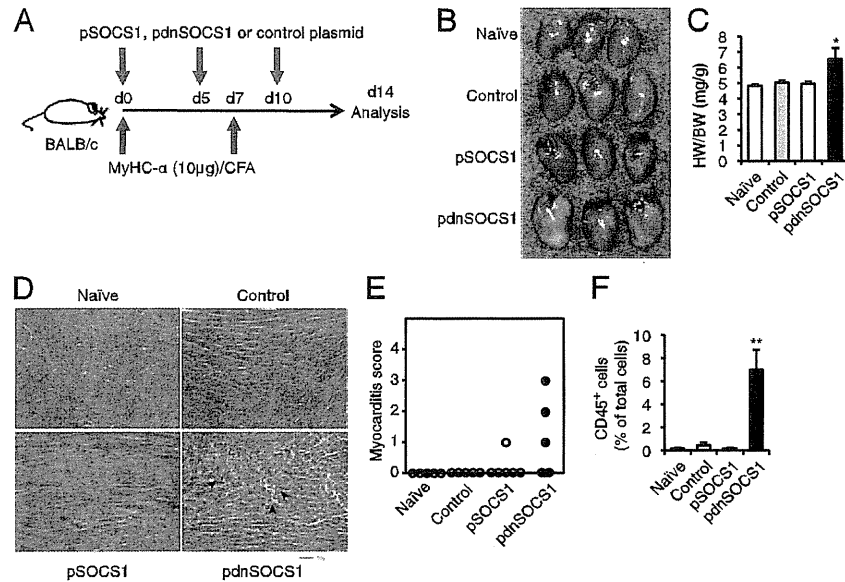 A
pSOCS1, pdnSOCS1 or control plasmid
d0 d5 d7 d10 d14
Analysis
BALB/c
MyHC-α (10µg)/CFA
B
Naïve
Control
pSOCS1
pdnSOCS1
C
HW/BW (mg/g)
8
7
6
5
4
3
2
1
0
*
Naïve
Control
pSOCS1
pdnSOCS1
D
Naïve Control
pSOCS1 pdnSOCS1
E
Myocarditis score
4
3
2
1
0
Naïve
Control
pSOCS1
pdnSOCS1
F
CD45+ cells
(% of total cells)
10
8
6
4
2
0
**
Naïve
Control
pSOCS1
pdnSOCS1